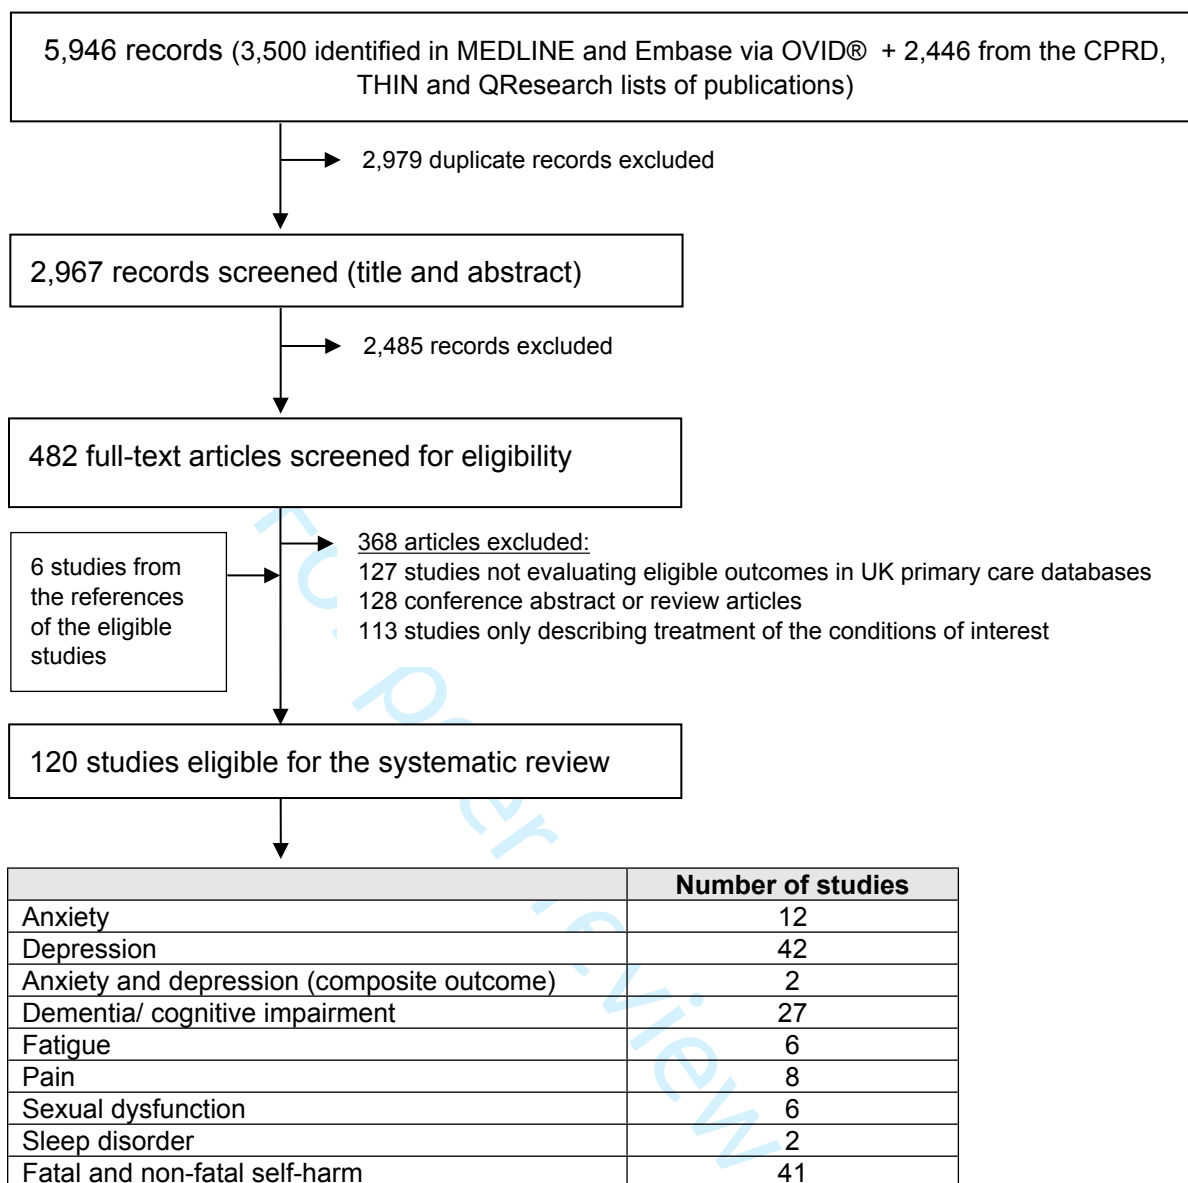 5,946 records (3,500 identified in MEDLINE and Embase via OVID® + 2,446 from the CPRD,
THIN and QResearch lists of publications)
2,979 duplicate records excluded
2,967 records screened (title and abstract)
2,485 records excluded
482 full-text articles screened for eligibility
6 studies from
the references
of the eligible
studies
368 articles excluded:
127 studies not evaluating eligible outcomes in UK primary care databases
128 conference abstract or review articles
113 studies only describing treatment of the conditions of interest
120 studies eligible for the systematic review
Number of studies
Anxiety 12
Depression 42
Anxiety and depression (composite outcome) 2
Dementia/ cognitive impairment 27
Fatigue 6
Pain 8
Sexual dysfunction 6
Sleep disorder 2
Fatal and non-fatal self-harm 41
For peer review